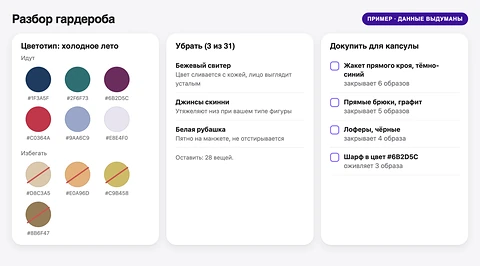 Разбор гардероба
ПРИМЕР · ДАННЫЕ ВЫДУМАНЫ
Цветотип: холодное лето
Идут
#1F3A5F
#2F6F73
#6B2D5C
#C0364A
#9AA6C9
#E6E4F0
Избегать
#D8C3A5
#E0A96D
#C9B458
#8B6F47
Убрать (3 из 31)
Бежевый свитер
Цвет сливается с кожей, лицо выглядит
усталым
Джинсы скинни
Утяжеляют низ при вашем типе фигуры
Белая рубашка
Пятно на манжете, не отстирывается
Оставить: 28 вещей.
Докупить для капсулы
Жакет прямого кроя, тёмно-
синий
закрывает 6 образов
Прямые брюки, графит
закрывает 5 образов
Лоферы, чёрные
закрывает 4 образа
Шарф в цвет #6B2D5C
оживляет 3 образа